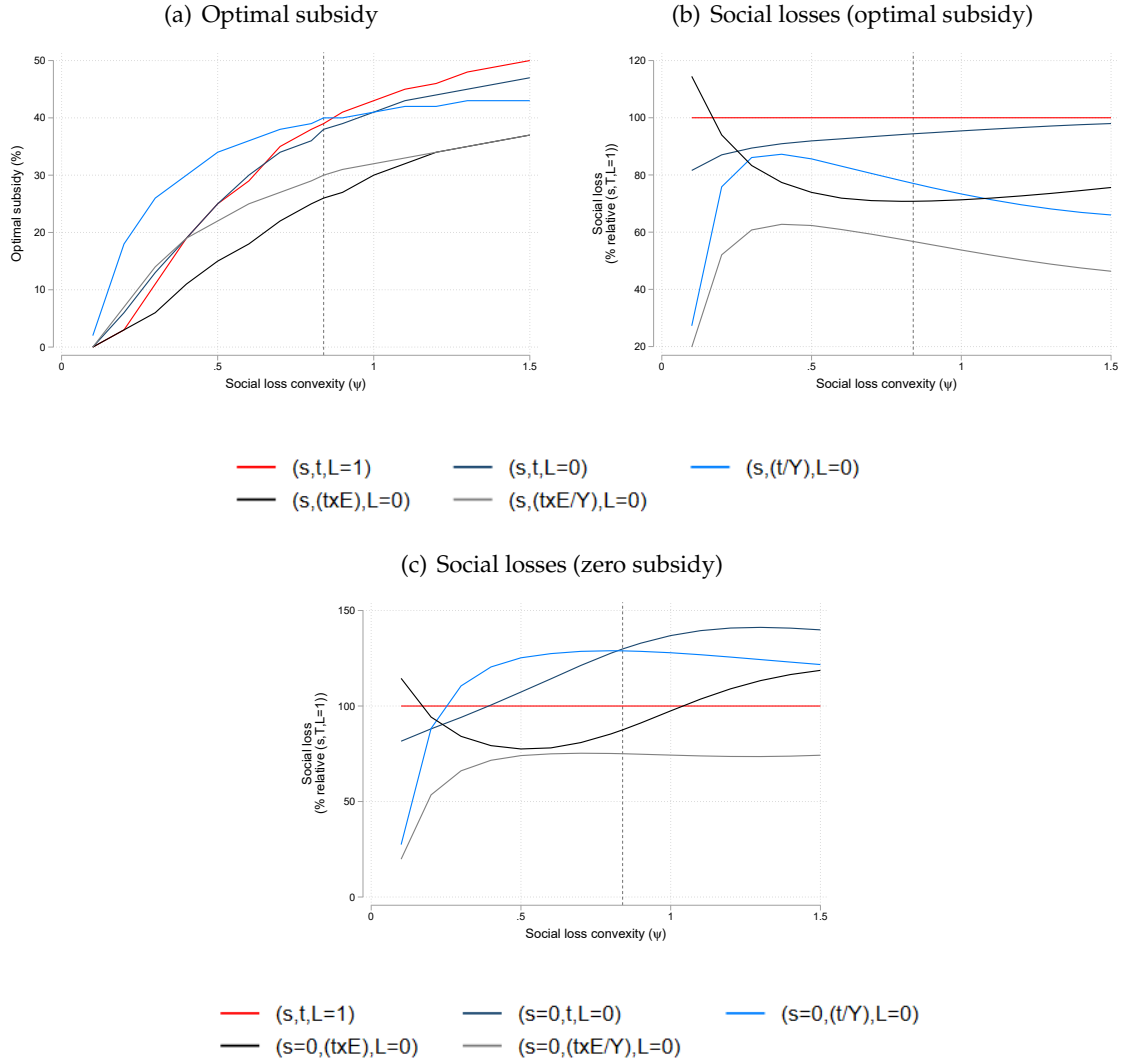 (a) Optimal subsidy
50
40
30
20
10
0
Optimal subsidy (%)
0 .5 1 1.5
Social loss convexity (ψ)
(b) Social losses (optimal subsidy)
120
100
80
60
40
20
Social loss
(% relative (s,T,L=1))
0 .5 1 1.5
Social loss convexity (ψ)
(s,t,L=1) (s,t,L=0) (s,(t/Y),L=0)
(s,(txE),L=0) (s,(txE/Y),L=0)
(c) Social losses (zero subsidy)
150
100
50
0
Social loss
(% relative (s,T,L=1))
0 .5 1 1.5
Social loss convexity (ψ)
(s,t,L=1) (s=0,t,L=0) (s=0,(t/Y),L=0)
(s=0,(txE),L=0) (s=0,(txE/Y),L=0)